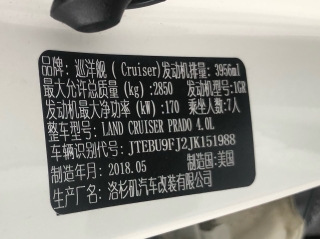 品牌: 巡洋舰 ( Cruiser)发动机排量: 3956ml
最大允许总质量 (kg):2850 发动机型号:1GR
发动机最大净功率 (kW):170 乘坐人数:7人
整车型号: LAND CRUISER PRADO 4.0L
车辆识别代号: JTEBU9FJ2JK151988
制造年月: 2018.05 制造国:美国
生产厂名: 洛杉矶汽车改装有限公司